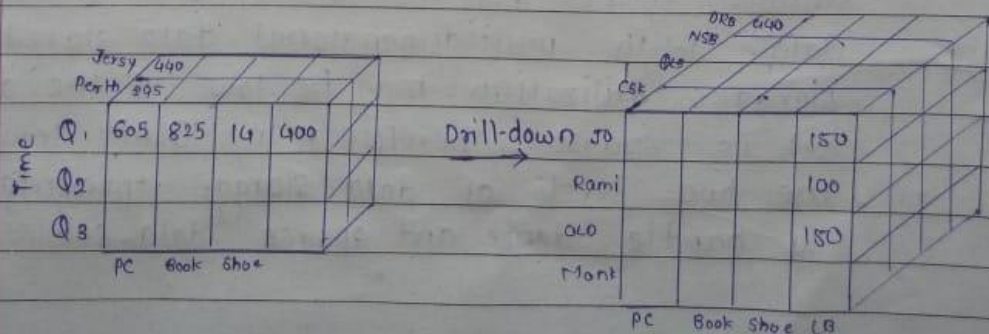 Jersy 440
Perth 395
Time
Q1 605 825 14 400
Q2
Q3
PC Book Shoe
Drill-down
ORB 440
NSB
CSK
JO 150
Rami 100
OLO 150
Mont
PC Book Shoe LB